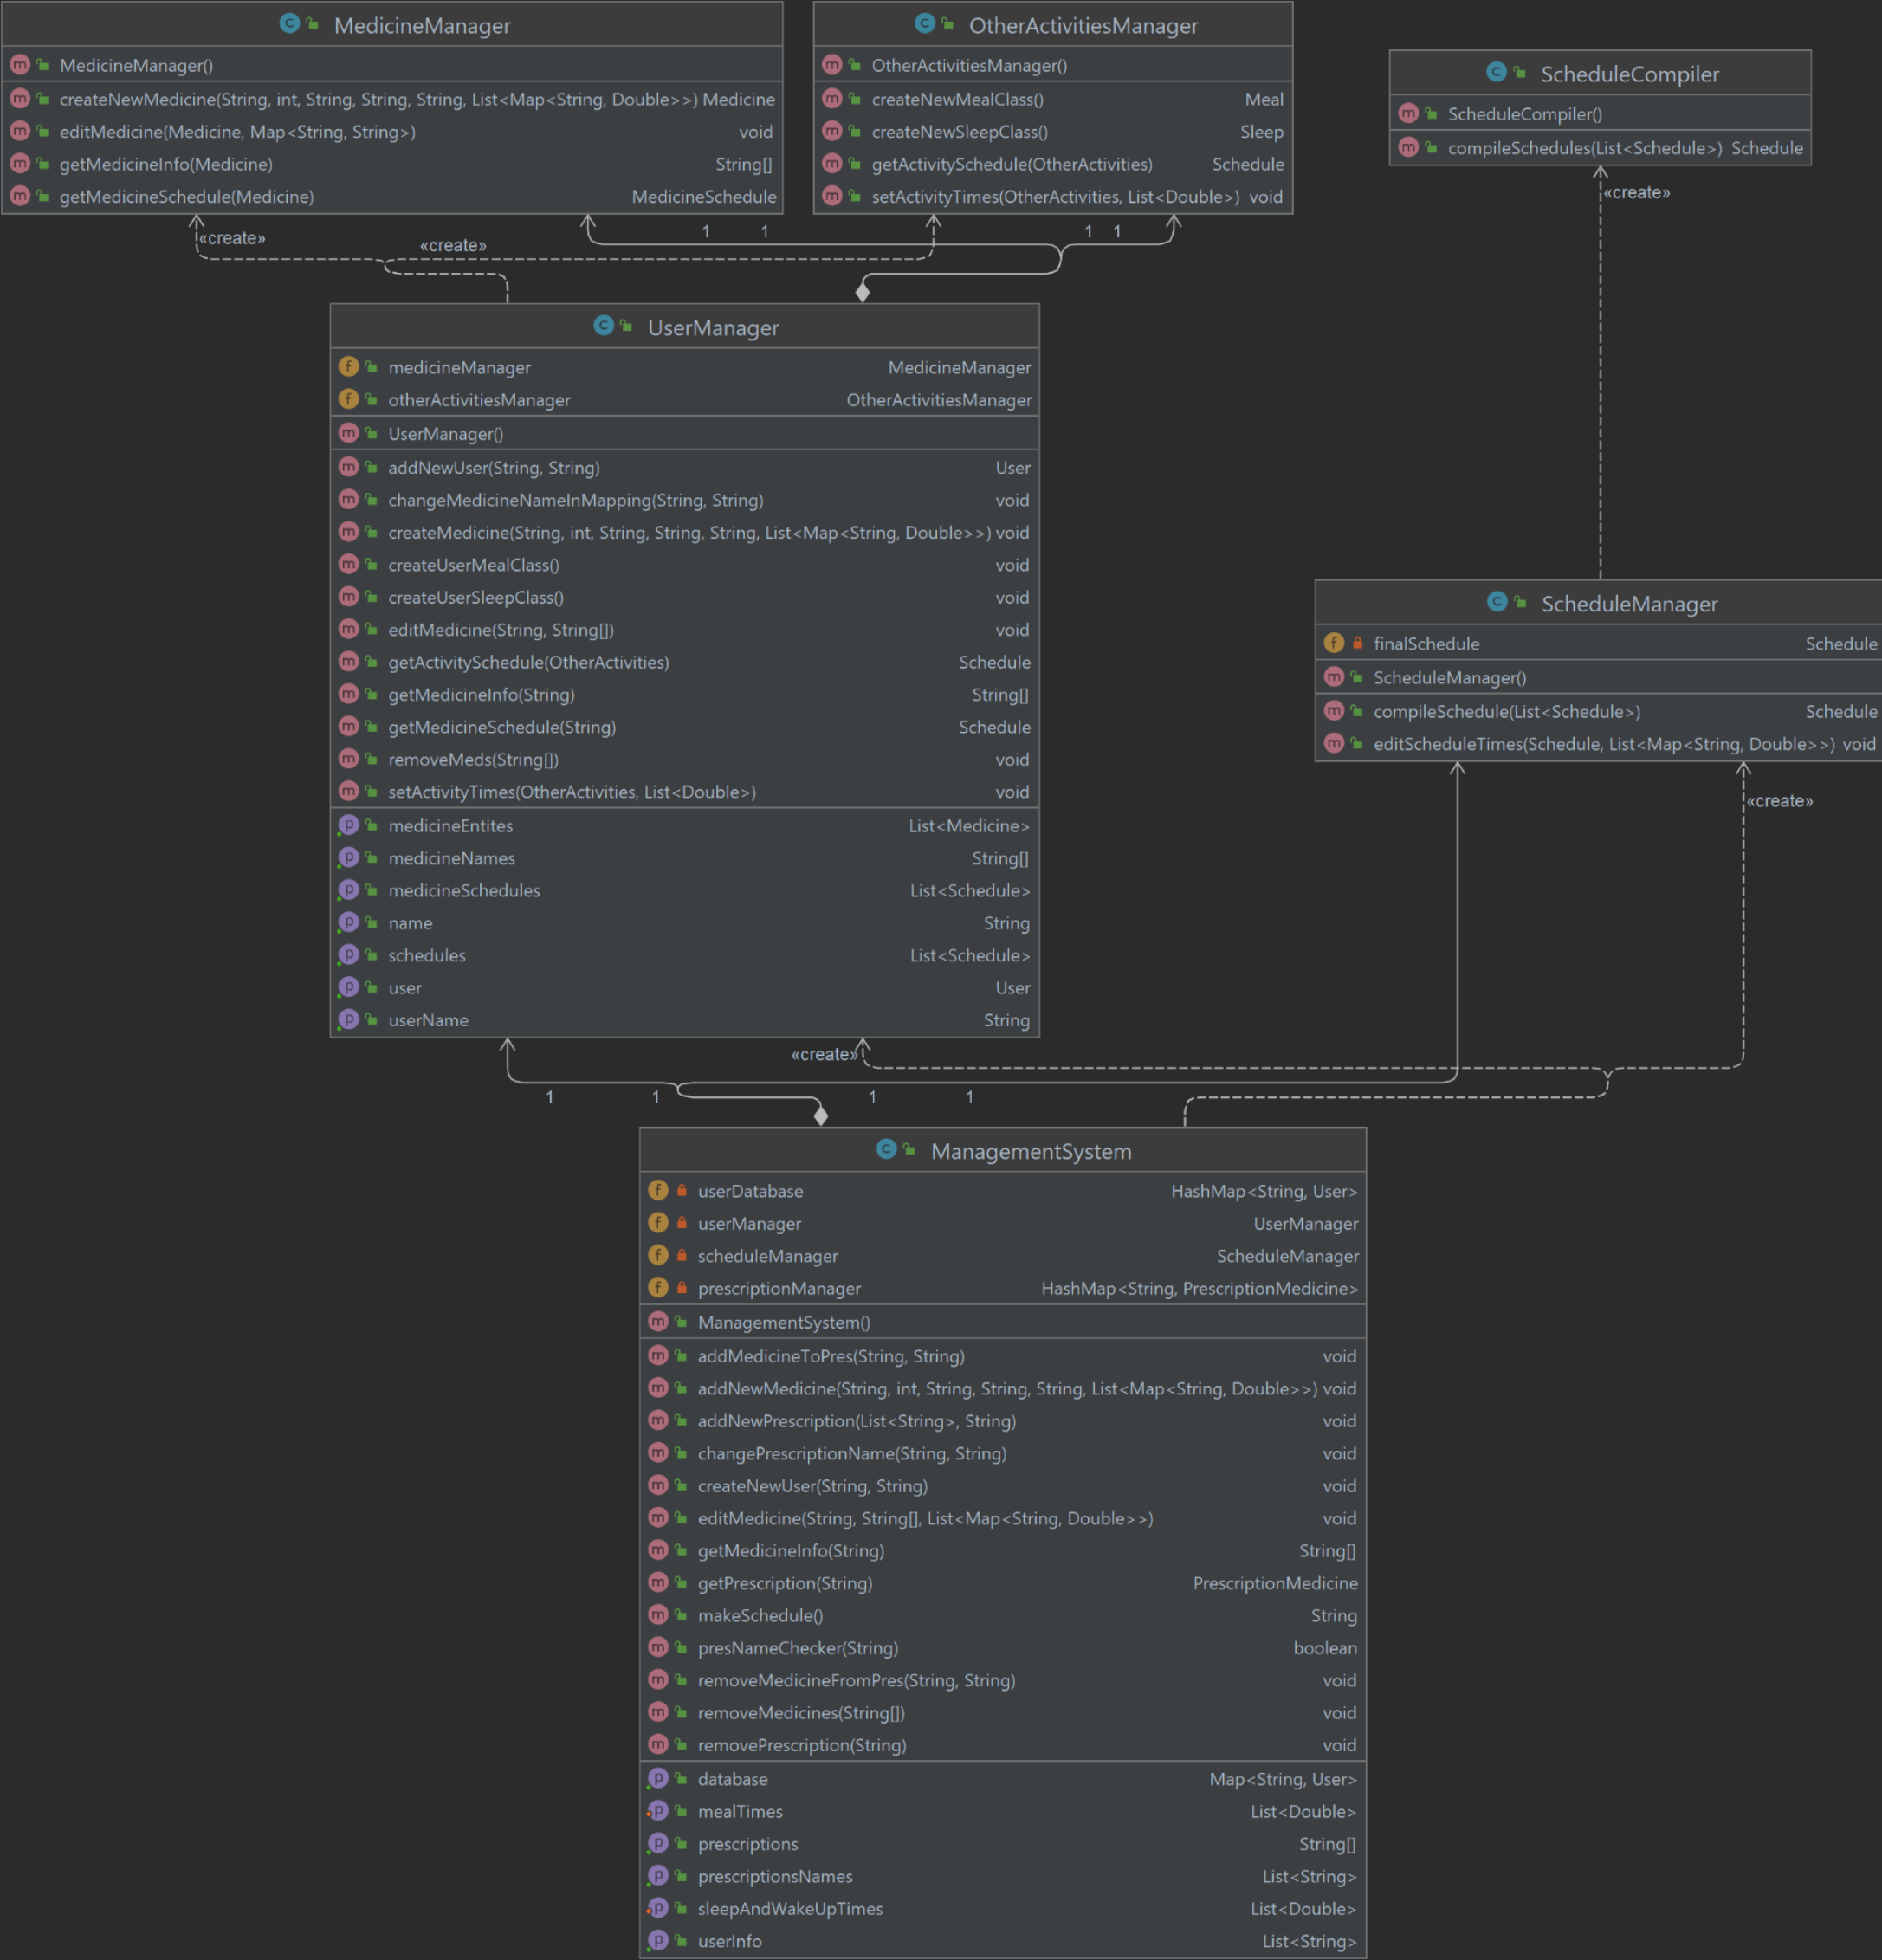 MedicineManager
MedicineManager()
createNewMedicine(String, int, String, String, String, List<Map<String, Double>>) Medicine
editMedicine(Medicine, Map<String, String>) void
getMedicineInfo(Medicine) String[]
getMedicineSchedule(Medicine) MedicineSchedule
OtherActivitiesManager
OtherActivitiesManager()
createNewMealClass() Meal
createNewSleepClass() Sleep
getActivitySchedule(OtherActivities) Schedule
setActivityTimes(OtherActivities, List<Double>) void
ScheduleCompiler
ScheduleCompiler()
compileSchedules(List<Schedule>) Schedule
«create»
«create»
«create»
1 1
1 1
UserManager
medicineManager MedicineManager
otherActivitiesManager OtherActivitiesManager
UserManager()
addNewUser(String, String) User
changeMedicineNameInMapping(String, String) void
createMedicine(String, int, String, String, String, List<Map<String, Double>>) void
createUserMealClass() void
createUserSleepClass() void
editMedicine(String, String[]) void
getActivitySchedule(OtherActivities) Schedule
getMedicineInfo(String) String[]
getMedicineSchedule(String) Schedule
removeMeds(String[]) void
setActivityTimes(OtherActivities, List<Double>) void
medicineEntites List<Medicine>
medicineNames String[]
medicineSchedules List<Schedule>
name String
schedules List<Schedule>
user User
userName String
ScheduleManager
finalSchedule Schedule
ScheduleManager()
compileSchedule(List<Schedule>) Schedule
editScheduleTimes(Schedule, List<Map<String, Double>>) void
«create»
«create»
1 1 1 1
ManagementSystem
userDatabase HashMap<String, User>
userManager UserManager
scheduleManager ScheduleManager
prescriptionManager HashMap<String, PrescriptionMedicine>
ManagementSystem()
addMedicineToPres(String, String) void
addNewMedicine(String, int, String, String, String, List<Map<String, Double>>) void
addNewPrescription(List<String>, String) void
changePrescriptionName(String, String) void
createNewUser(String, String) void
editMedicine(String, String[], List<Map<String, Double>>) void
getMedicineInfo(String) String[]
getPrescription(String) PrescriptionMedicine
makeSchedule() String
presNameChecker(String) boolean
removeMedicineFromPres(String, String) void
removeMedicines(String[]) void
removePrescription(String) void
database Map<String, User>
mealTimes List<Double>
prescriptions String[]
prescriptionsNames List<String>
sleepAndWakeUpTimes List<Double>
userInfo List<String>